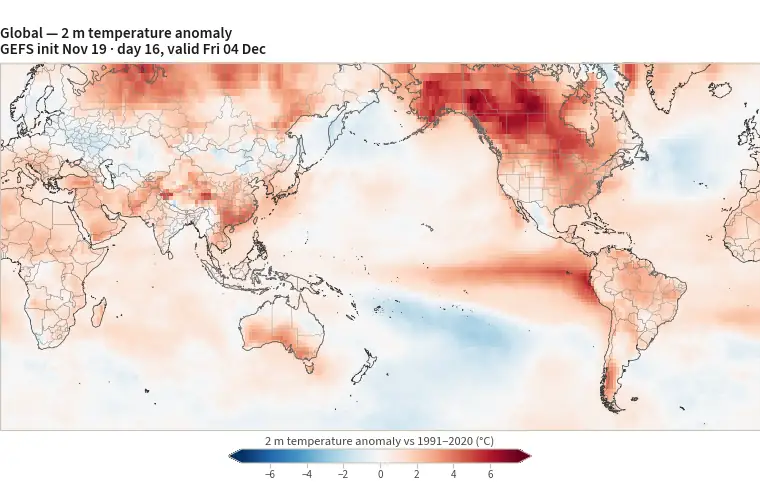 Global — 2 m temperature anomaly
GEFS init Nov 19 · day 16, valid Fri 04 Dec
2 m temperature anomaly vs 1991–2020 (°C)
−6 −4 −2 0 2 4 6